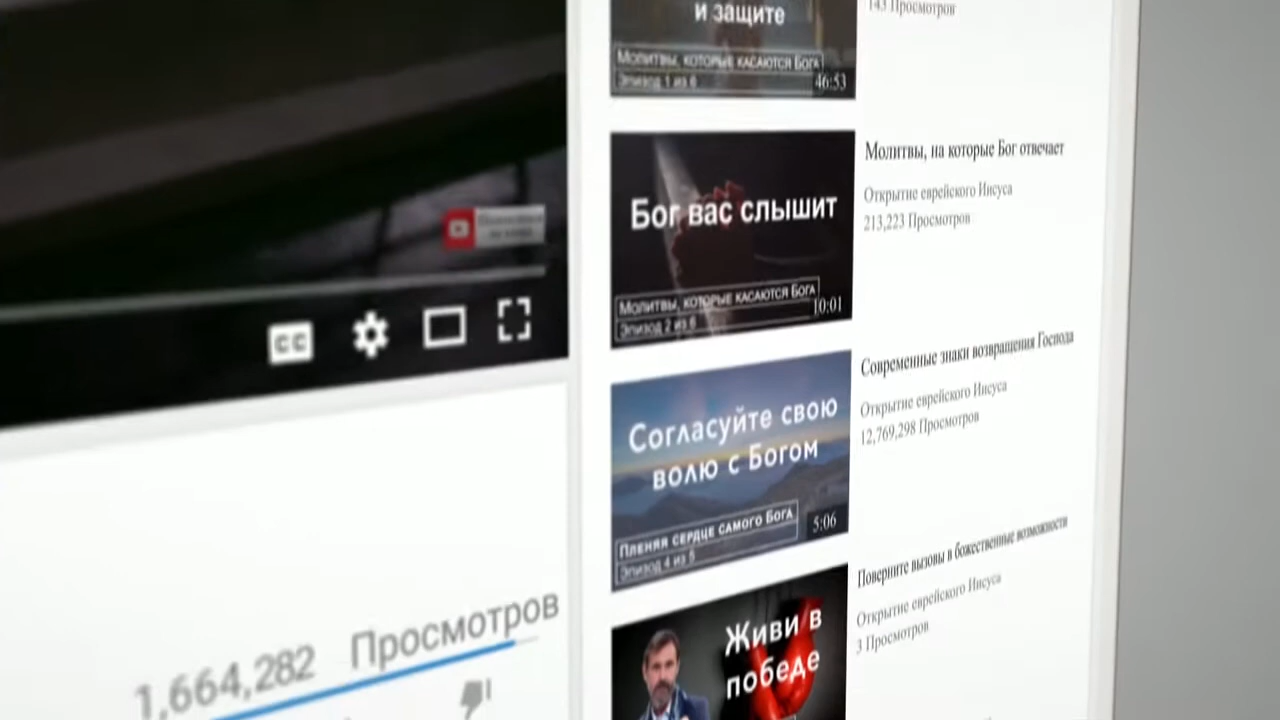 и защите
Молитвы, которые касаются Бога
Эпизод 1 из 6
46:53
143 Просмотров
Бог вас слышит
Молитвы, которые касаются Бога
Эпизод 2 из 6
10:01
Молитвы, на которые Бог отвечает
Открытие еврейского Иисуса
213,223 Просмотров
CC
Согласуйте свою
волю с Богом
Пленяя сердце самого Бога
Эпизод 4 из 5
5:06
Современные знаки возвращения Господа
Открытие еврейского Иисуса
12,769,298 Просмотров
Живи в
победе
Поверните вызовы в божественные возможности
Открытие еврейского Иисуса
3 Просмотров
1,664,282 Просмотров